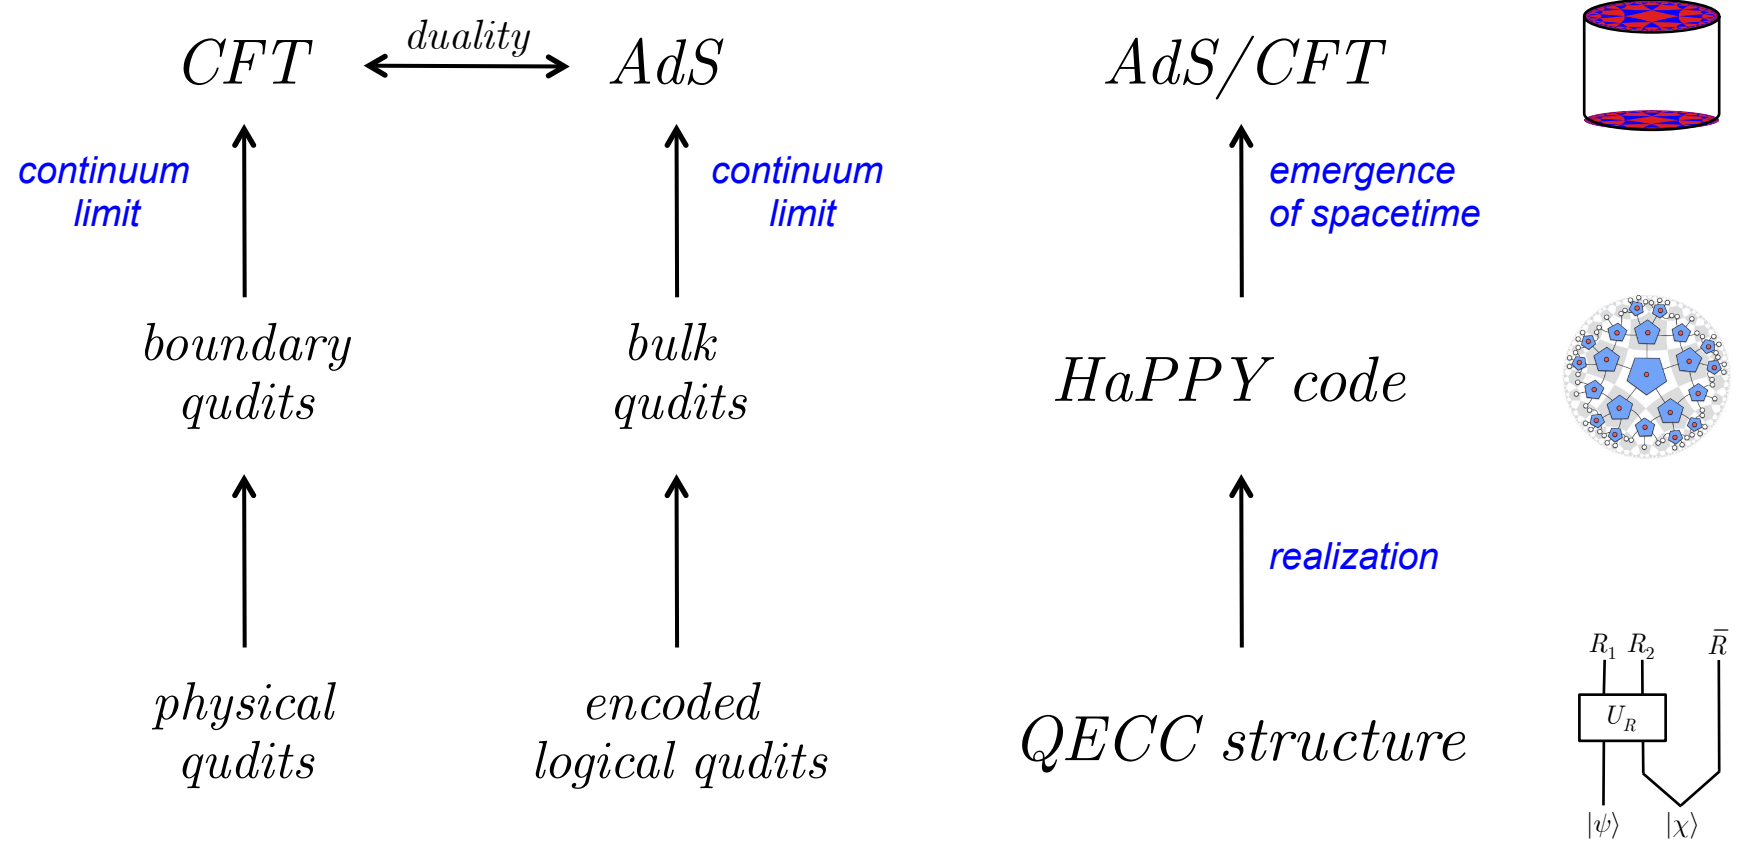 CFT
duality
AdS
AdS/CFT
continuum
limit
continuum
limit
emergence
of spacetime
boundary
qudits
bulk
qudits
HaPPY code
realization
physical
qudits
encoded
logical qudits
QECC structure
R₁ R₂ R̄
U_R
|ψ⟩ |χ⟩